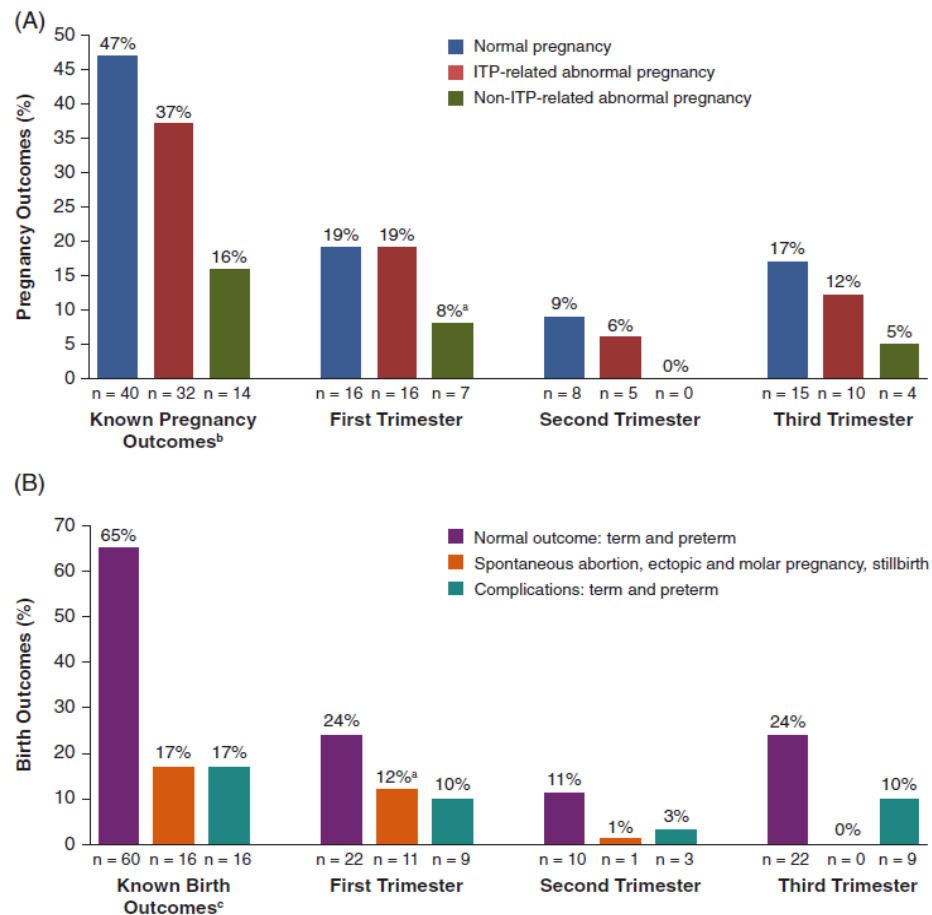 (A)
Pregnancy Outcomes (%)
50
45
40
35
30
25
20
15
10
5
0
Normal pregnancy
ITP-related abnormal pregnancy
Non-ITP-related abnormal pregnancy
47%
37%
16%
19%
19%
8%ᵃ
9%
6%
0%
17%
12%
5%
n = 40 n = 32 n = 14
n = 16 n = 16 n = 7
n = 8 n = 5 n = 0
n = 15 n = 10 n = 4
Known Pregnancy
Outcomesᵇ
First Trimester
Second Trimester
Third Trimester
(B)
Birth Outcomes (%)
70
60
50
40
30
20
10
0
Normal outcome: term and preterm
Spontaneous abortion, ectopic and molar pregnancy, stillbirth
Complications: term and preterm
65%
17%
17%
24%
12%ᵃ
10%
11%
1%
3%
24%
0%
10%
n = 60 n = 16 n = 16
n = 22 n = 11 n = 9
n = 10 n = 1 n = 3
n = 22 n = 0 n = 9
Known Birth
Outcomesᶜ
First Trimester
Second Trimester
Third Trimester